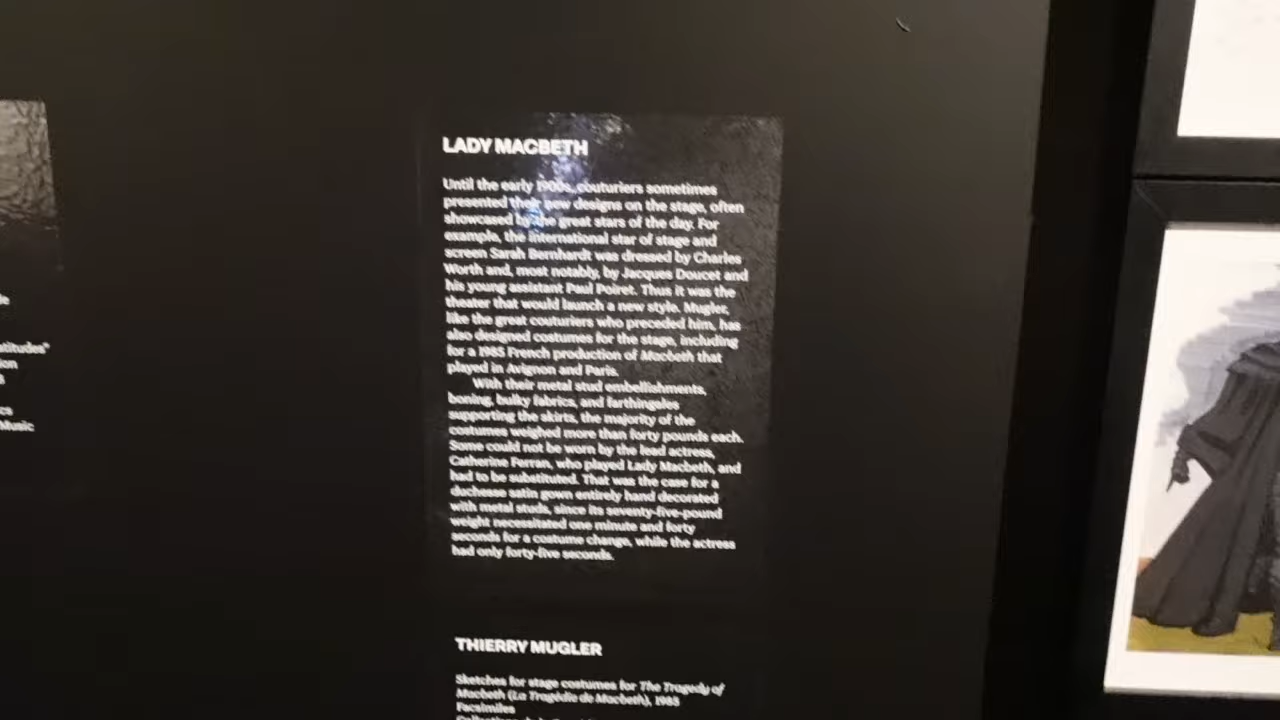 LADY MACBETH
Until the early 1900s, couturiers sometimes
presented their new designs on the stage, often
showcased by the great stars of the day. For
example, the international star of stage and
screen Sarah Bernhardt was dressed by Charles
Worth and, most notably, by Jacques Doucet and
his young assistant Paul Poiret. Thus it was the
theater that would launch a new style. Mugler,
like the great couturiers who preceded him, has
also designed costumes for the stage, including
for a 1985 French production of Macbeth that
played in Avignon and Paris.
With their metal stud embellishments,
boning, bulky fabrics, and farthingales
supporting the skirts, the majority of the
costumes weighed more than forty pounds each.
Some could not be worn by the lead actress,
Catherine Ferran, who played Lady Macbeth, and
had to be substituted. That was the case for a
duchesse satin gown entirely hand decorated
with metal studs, since its seventy-five-pound
weight necessitated one minute and forty
seconds for a costume change, while the actress
had only forty-five seconds.
THIERRY MUGLER
Sketches for stage costumes for The Tragedy of
Macbeth (La Tragédie de Macbeth), 1985
Facsimiles
Music